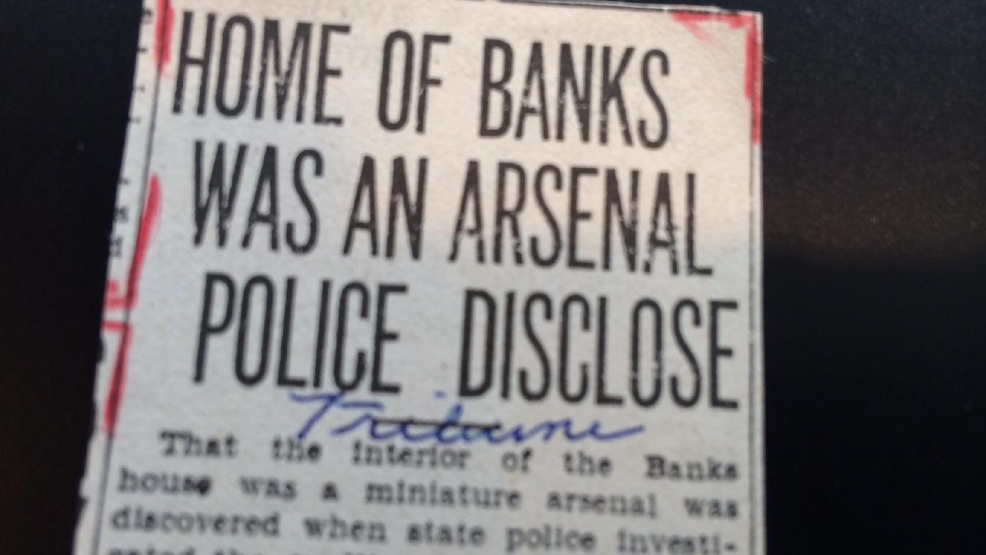 HOME OF BANKS
WAS AN ARSENAL
POLICE DISCLOSE
Tribune
That the interior of the Banks
house was a miniature arsenal was
discovered when state police investi-